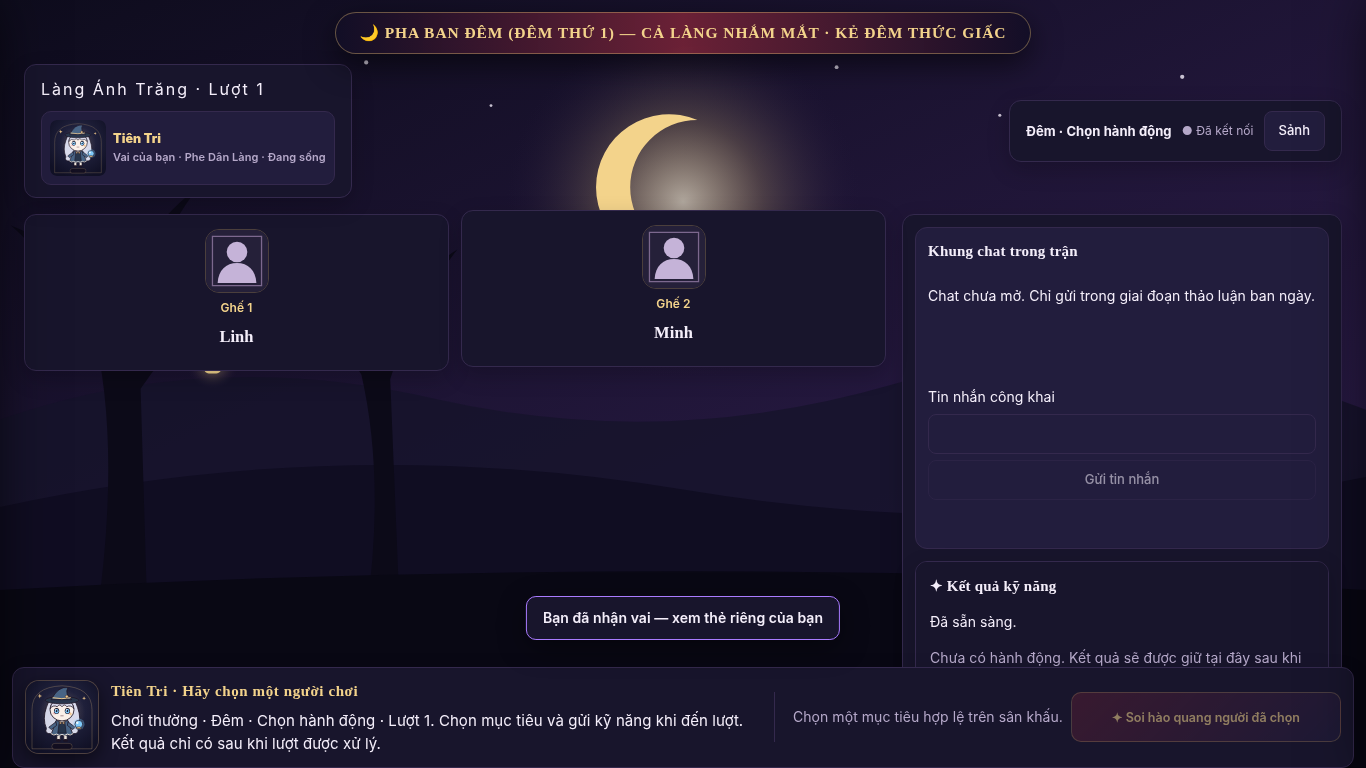 🌙 PHA BAN ĐÊM (ĐÊM THỨ 1) — CẢ LÀNG NHẮM MẮT · KẺ ĐÊM THỨC GIẤC
Làng Ánh Trăng · Lượt 1
Tiên Tri
Vai của bạn · Phe Dân Làng · Đang sống
Đêm · Chọn hành động
Đã kết nối
Sảnh
Ghế 1
Linh
Ghế 2
Minh
Khung chat trong trận
Chat chưa mở. Chỉ gửi trong giai đoạn thảo luận ban ngày.
Tin nhắn công khai
Gửi tin nhắn
✦ Kết quả kỹ năng
Đã sẵn sàng.
Chưa có hành động. Kết quả sẽ được giữ tại đây sau khi
Bạn đã nhận vai — xem thẻ riêng của bạn
Tiên Tri · Hãy chọn một người chơi
Chơi thường · Đêm · Chọn hành động · Lượt 1. Chọn mục tiêu và gửi kỹ năng khi đến lượt.
Kết quả chỉ có sau khi lượt được xử lý.
Chọn một mục tiêu hợp lệ trên sân khấu.
✦ Soi hào quang người đã chọn